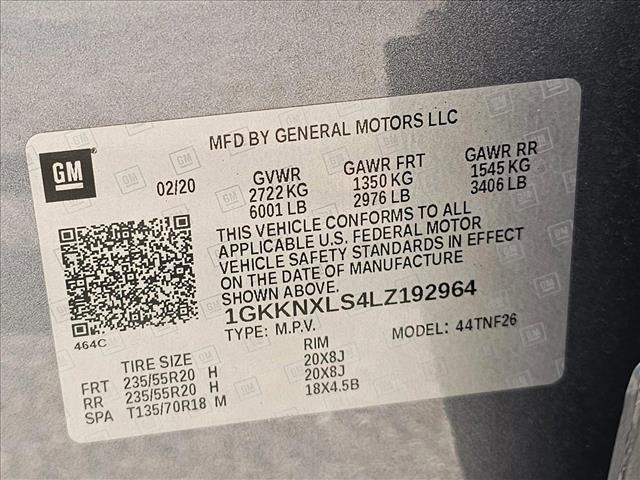 MFD BY GENERAL MOTORS LLC
GM
02/20
GVWR GAWR FRT GAWR RR
2722 KG 1350 KG 1545 KG
6001 LB 2976 LB 3406 LB
THIS VEHICLE CONFORMS TO ALL
APPLICABLE U.S. FEDERAL MOTOR
VEHICLE SAFETY STANDARDS IN EFFECT
ON THE DATE OF MANUFACTURE
SHOWN ABOVE.
1GKKNXLS4LZ192964
464C
TYPE: M.P.V. MODEL: 44TNF26
TIRE SIZE RIM
FRT 235/55R20 H 20X8J
RR 235/55R20 H 20X8J
SPA T135/70R18 M 18X4.5B